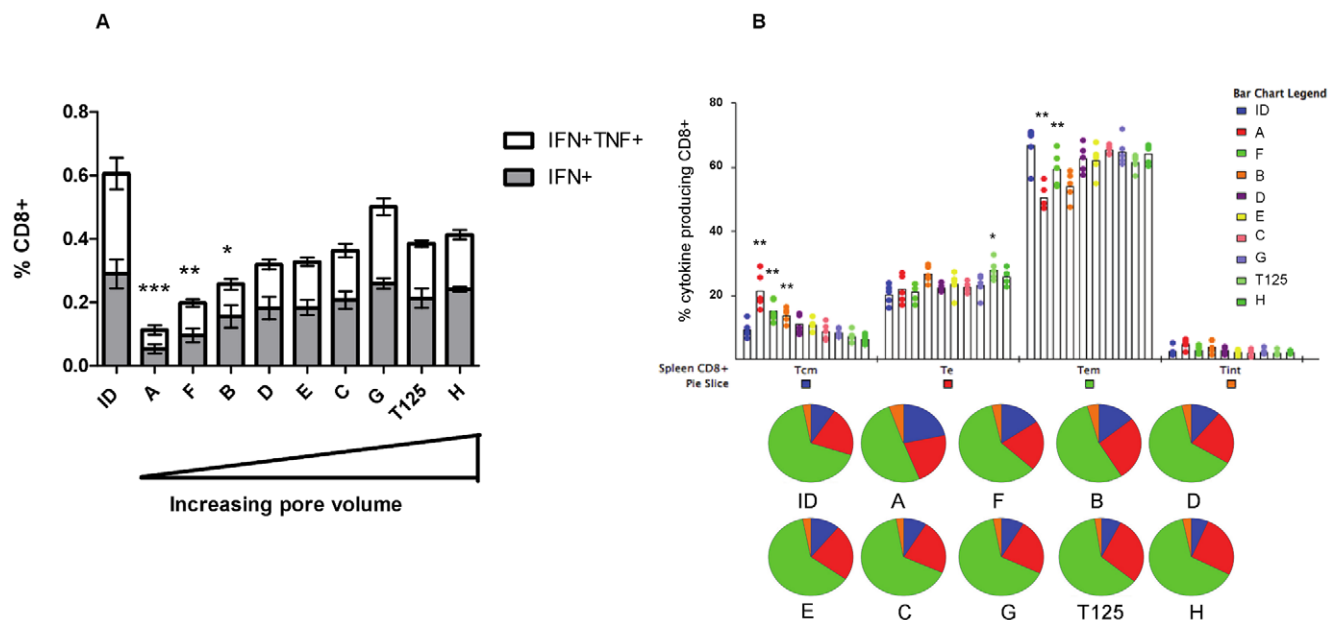 A
B
0.8
0.6
0.4
0.2
0.0
% CD8+
***
**
*
IFN+TNF+
IFN+
ID
A
F
B
D
E
C
G
T125
H
Increasing pore volume
80
60
40
20
% cytokine producing CD8+
**
**
**
**
**
*
Bar Chart Legend
ID
A
F
B
D
E
C
G
T125
H
Spleen CD8+
Tcm
Te
Tem
Tint
Pie Slice
ID
A
F
B
D
E
C
G
T125
H